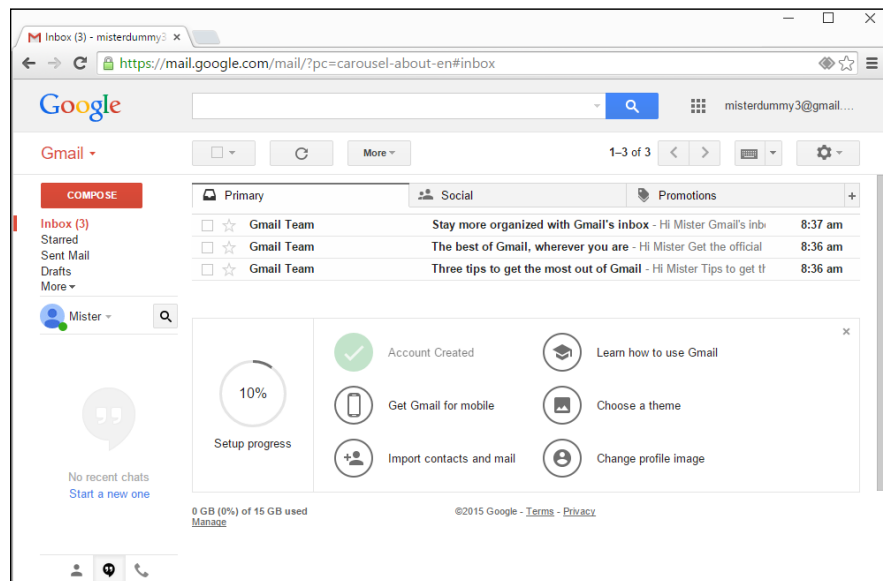 Inbox (3) - misterdummy3
https://mail.google.com/mail/?pc=carousel-about-en#inbox
Google
misterdummy3@gmail....
Gmail
More
1–3 of 3
COMPOSE
Inbox (3)
Starred
Sent Mail
Drafts
More
Mister
Primary
Social
Promotions
+
Gmail Team Stay more organized with Gmail's inbox - Hi Mister Gmail's 8:37 am
Gmail Team The best of Gmail, wherever you are - Hi Mister Get the official 8:36 am
Gmail Team Three tips to get the most out of Gmail - Hi Mister Tips to get 8:36 am
10%
Setup progress
Account Created
Learn how to use Gmail
Get Gmail for mobile
Choose a theme
Import contacts and mail
Change profile image
No recent chats
Start a new one
0 GB (0%) of 15 GB used
Manage
©2015 Google - Terms - Privacy